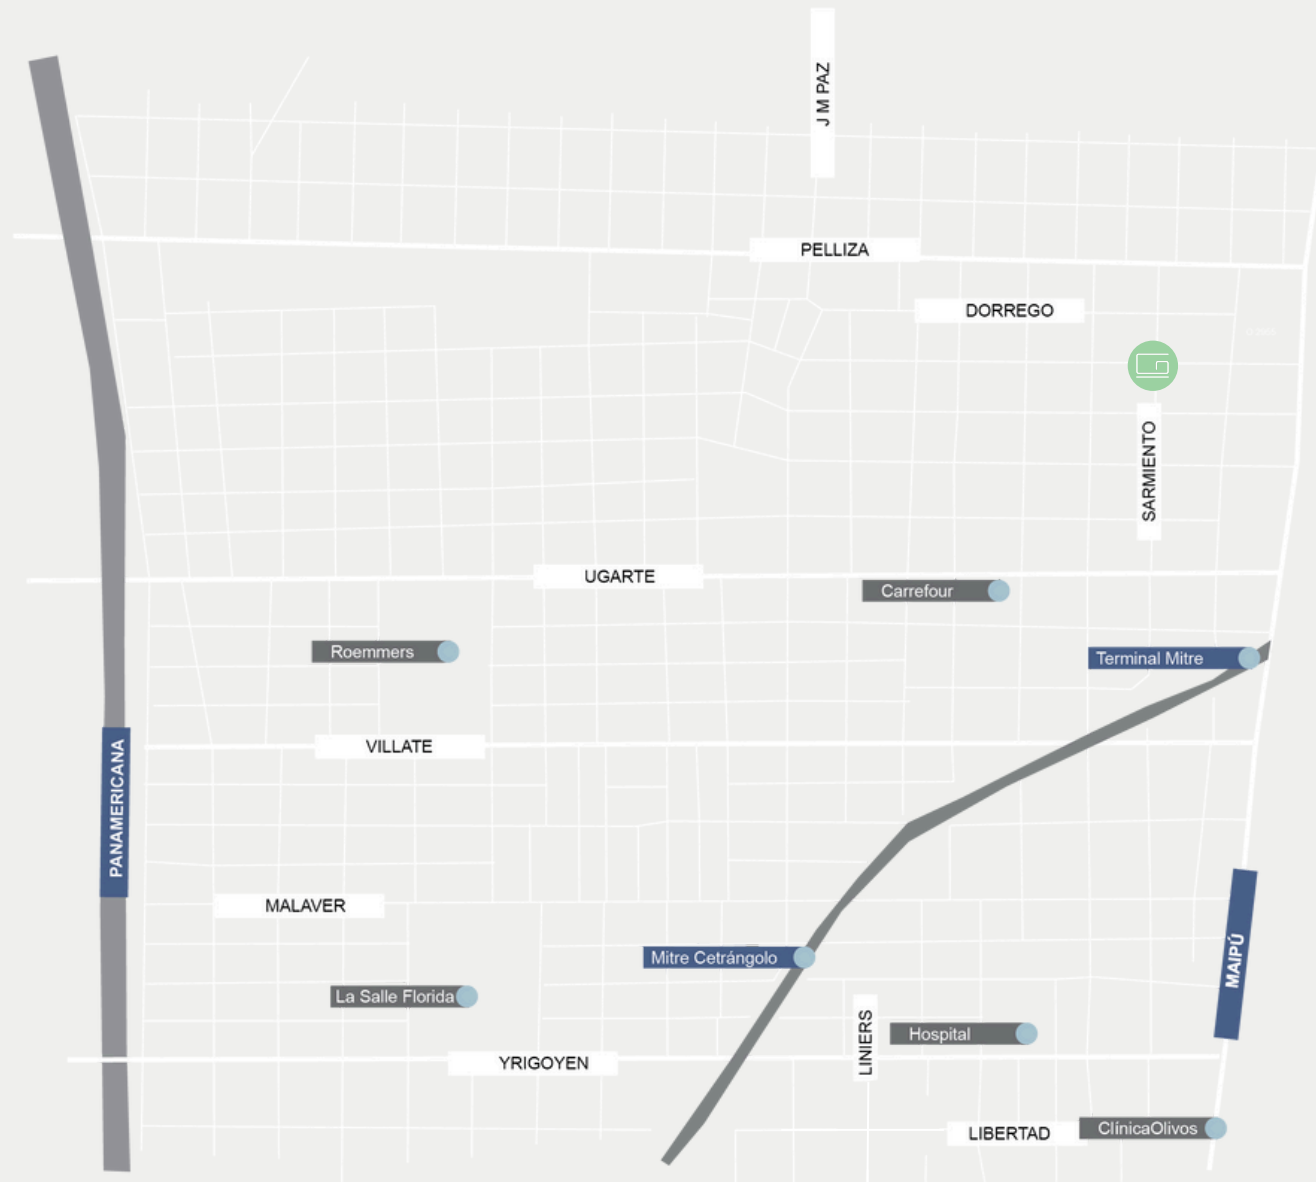 J M PAZ
PELLIZA
DORREGO
SARMIENTO
UGARTE
Carrefour
Roemmers
Terminal Mitre
VILLATE
PANAMERICANA
MALAVER
MAIPÚ
Mitre Cetrángolo
La Salle Florida
LINIERS
Hospital
YRIGOYEN
LIBERTAD
ClínicaOlivos